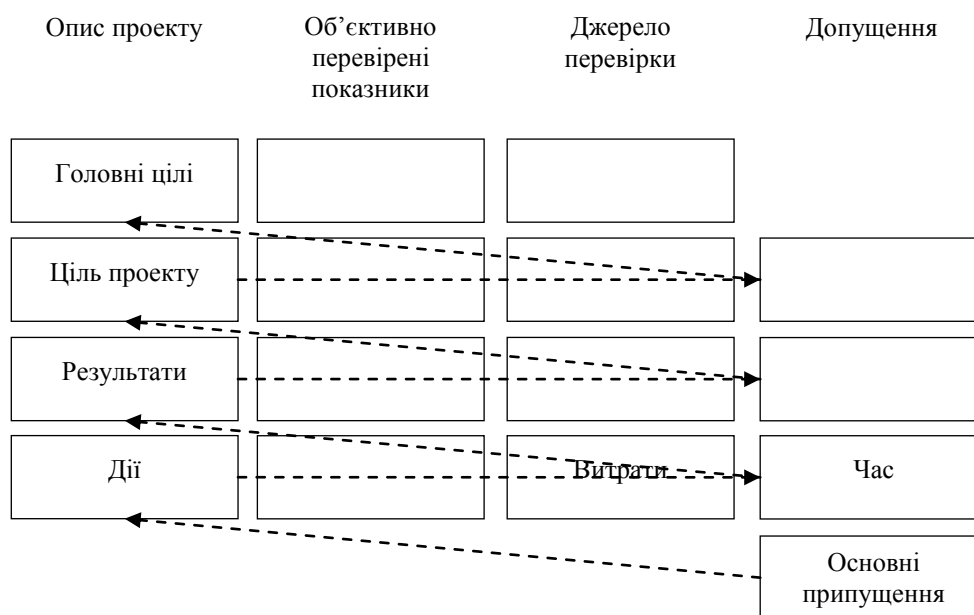 Опис проекту
Об’єктивно
перевірені
показники
Джерело
перевірки
Допущення
Головні цілі
Ціль проекту
Результати
Дії
Витрати
Час
Основні
припущення